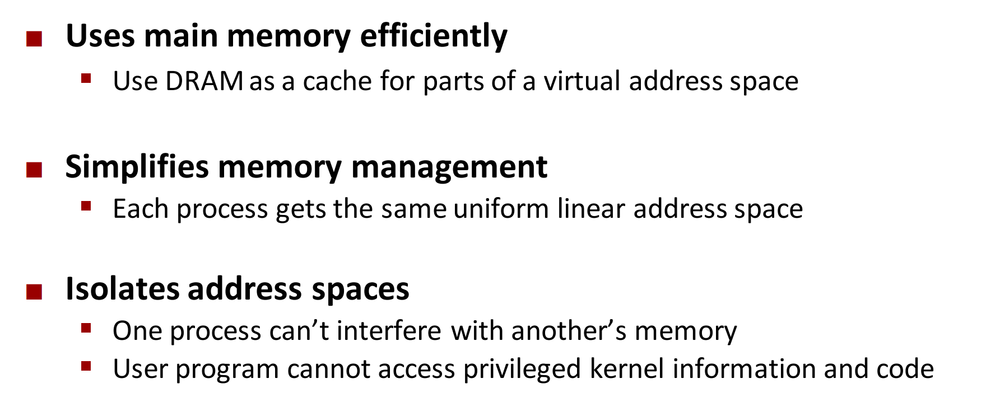 Uses main memory efficiently
Use DRAM as a cache for parts of a virtual address space
Simplifies memory management
Each process gets the same uniform linear address space
Isolates address spaces
One process can’t interfere with another’s memory
User program cannot access privileged kernel information and code